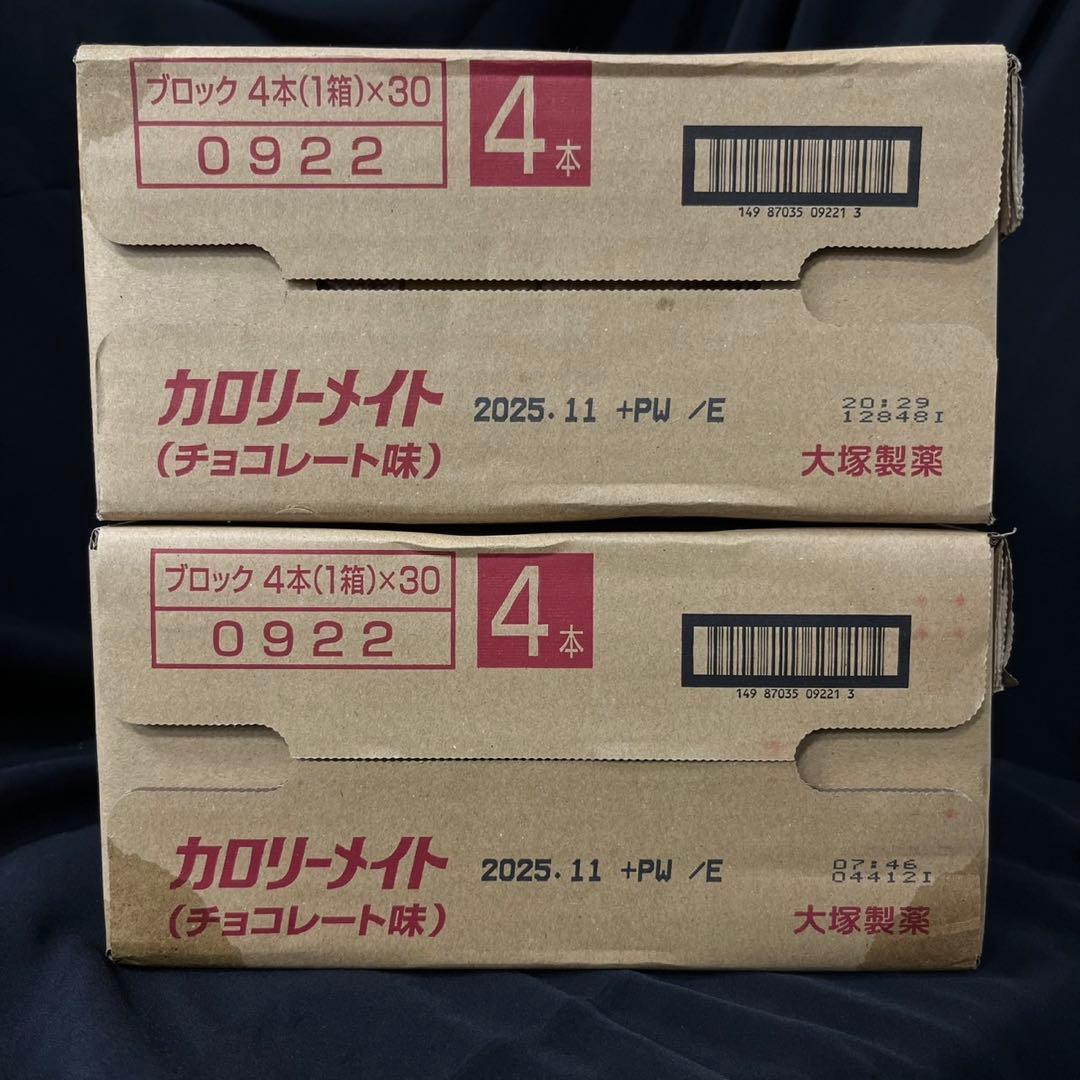 ブロック 4本(1箱)×30
0922
4本
149 87035 09221 3
カロリーメイト
(チョコレート味)
2025.11 +PW /E
20:29
12848I
大塚製薬
ブロック 4本(1箱)×30
0922
4本
149 87035 09221 3
カロリーメイト
(チョコレート味)
2025.11 +PW /E
07:46
04412I
大塚製薬